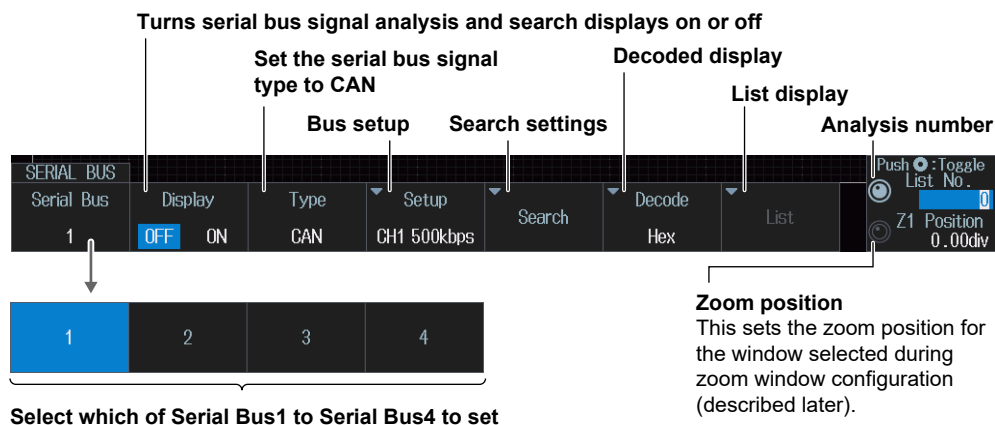 Turns serial bus signal analysis and search displays on or off
Set the serial bus signal
type to CAN
Decoded display
List display
Bus setup
Search settings
Analysis number
SERIAL BUS
Serial Bus
1
Display
OFF ON
Type
CAN
Setup
CH1 500kbps
Search
Decode
Hex
List
Push :Toggle
List No.
0
Z1 Position
0.00div
1
2
3
4
Select which of Serial Bus1 to Serial Bus4 to set
Zoom position
This sets the zoom position for
the window selected during
zoom window configuration
(described later).